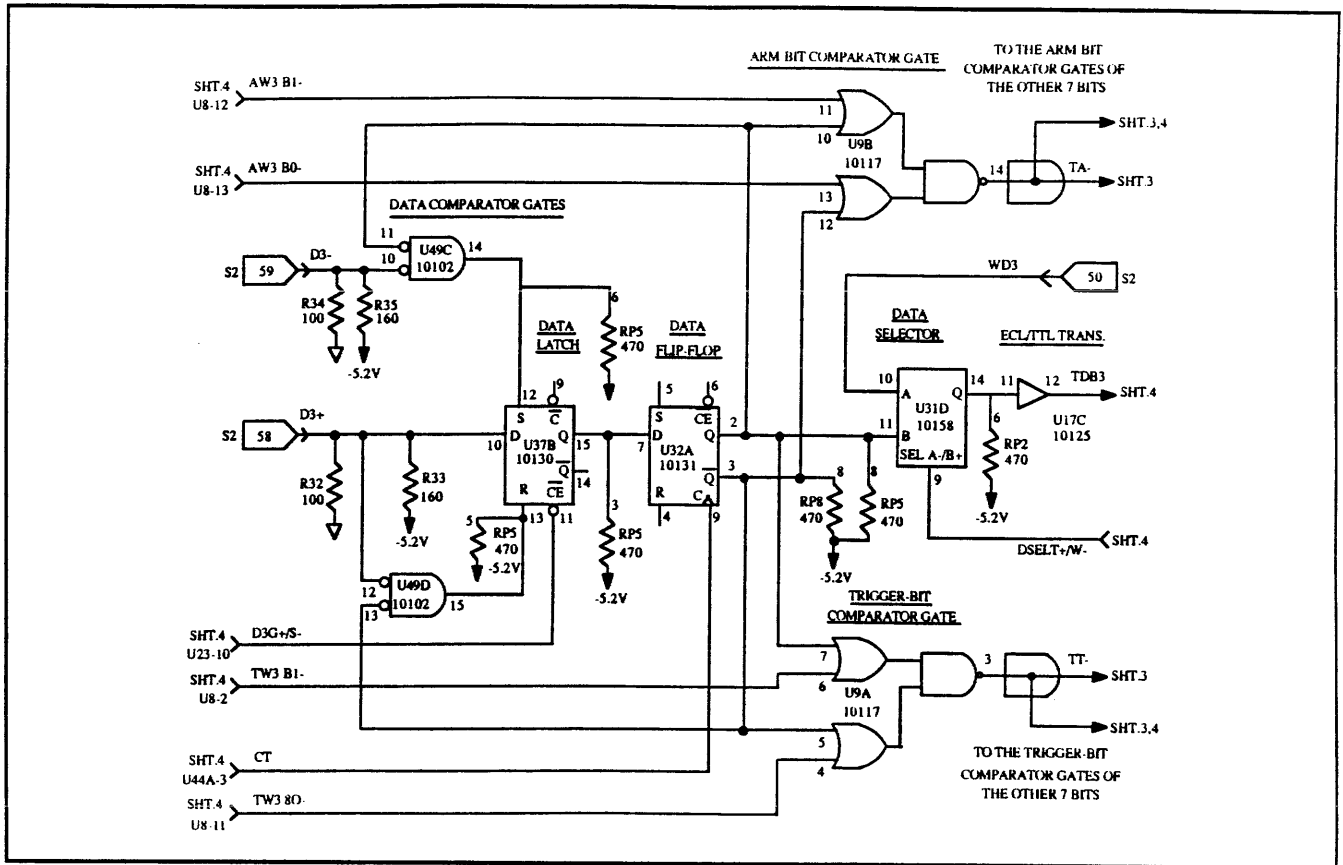 ARM BIT COMPARATOR GATE
TO THE ARM BIT
COMPARATOR GATES OF
THE OTHER 7 BITS
SHT.4 AW3 B1-
U8-12
11
10
U9B
10117
SHT.3,4
14
TA-
SHT.3
SHT.4 AW3 B0-
U8-13
13
12
DATA COMPARATOR GATES
11
10
U49C
10102
14
S2 59 D3-
R34
100
R35
160
-5.2V
WD3
50 S2
6
RP5
470
DATA
LATCH
DATA
FLIP-FLOP
DATA
SELECTOR
ECL/TTL TRANS.
12
9
S
C
5
6
S
CE
10
A
Q
14
11
12
TDB3
SHT.4
U31D
10158
U17C
10125
11
B
SEL A-/B+
9
6
RP2
470
-5.2V
S2 58 D3+
R32
100
R33
160
-5.2V
10
D
U37B
10130
Q
15
Q
14
R
CE
13
11
7
D
U32A
10131
Q
2
Q
3
R
C
4
9
5
RP5
470
-5.2V
3
RP5
470
-5.2V
8
RP8
470
8
RP5
470
-5.2V
DSELT+/W-
SHT.4
12
13
U49D
10102
15
TRIGGER-BIT
COMPARATOR GATE
SHT.4 D3G+/S-
U23-10
SHT.4 TW3 B1-
U8-2
7
6
U9A
10117
3
TT-
SHT.3
SHT.3,4
5
4
SHT.4 CT
U44A-3
SHT.4 TW3 8O-
U8-11
TO THE TRIGGER-BIT
COMPARATOR GATES OF
THE OTHER 7 BITS